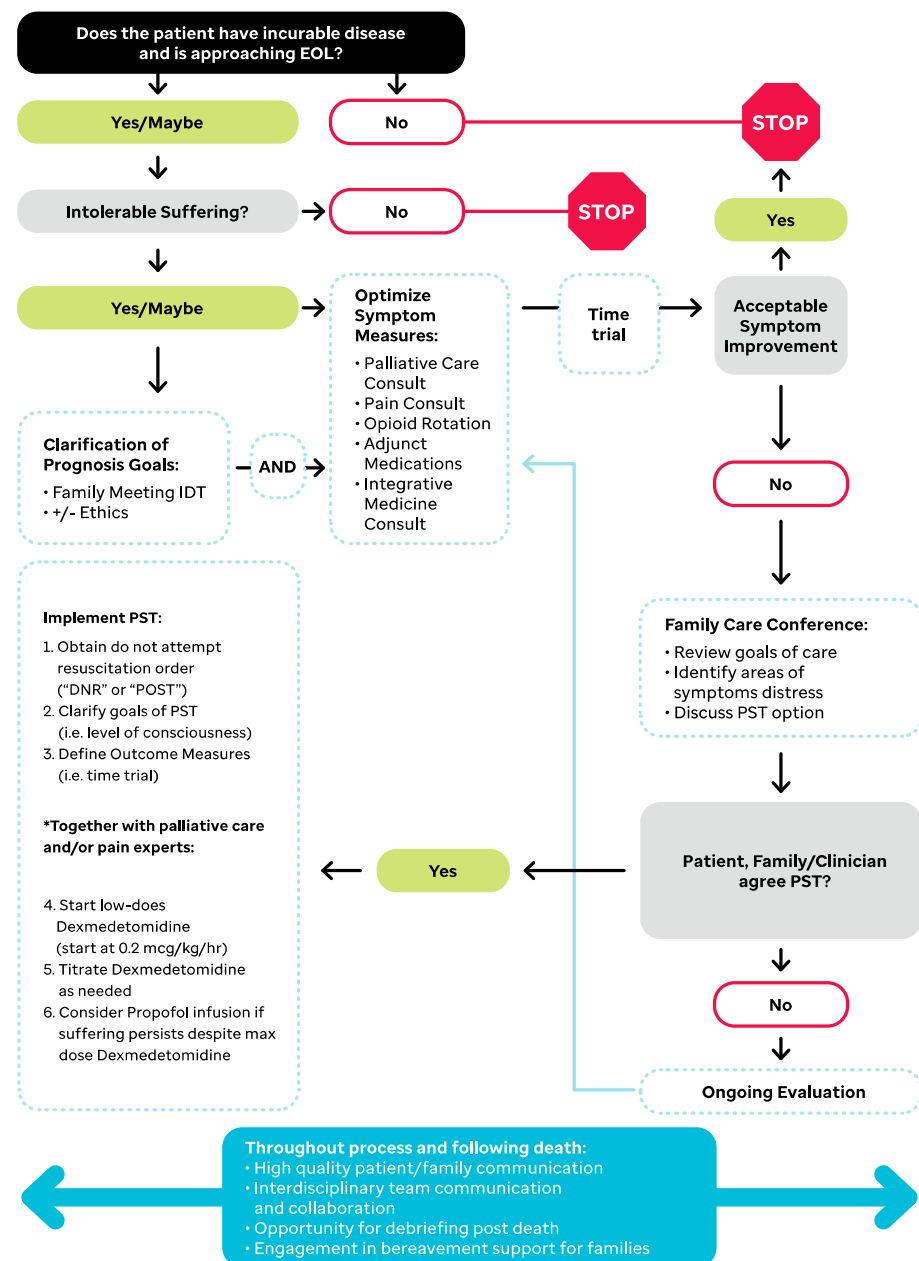 Does the patient have incurable disease
and is approaching EOL?
Yes/Maybe
No
STOP
Intolerable Suffering?
No
STOP
Yes
Yes/Maybe
Optimize
Symptom
Measures:
• Palliative Care
Consult
• Pain Consult
• Opioid Rotation
• Adjunct
Medications
• Integrative
Medicine
Consult
Time
trial
Acceptable
Symptom
Improvement
Clarification of
Prognosis Goals:
• Family Meeting IDT
• +/- Ethics
AND
No
Family Care Conference:
• Review goals of care
• Identify areas of
symptoms distress
• Discuss PST option
Patient, Family/Clinician
agree PST?
Yes
Implement PST:
1. Obtain do not attempt
resuscitation order
(“DNR” or “POST”)
2. Clarify goals of PST
(i.e. level of consciousness)
3. Define Outcome Measures
(i.e. time trial)
*Together with palliative care
and/or pain experts:
4. Start low-does
Dexmedetomidine
(start at 0.2 mcg/kg/hr)
5. Titrate Dexmedetomidine
as needed
6. Consider Propofol infusion if
suffering persists despite max
dose Dexmedetomidine
No
Ongoing Evaluation
Throughout process and following death:
• High quality patient/family communication
• Interdisciplinary team communication
and collaboration
• Opportunity for debriefing post death
• Engagement in bereavement support for families